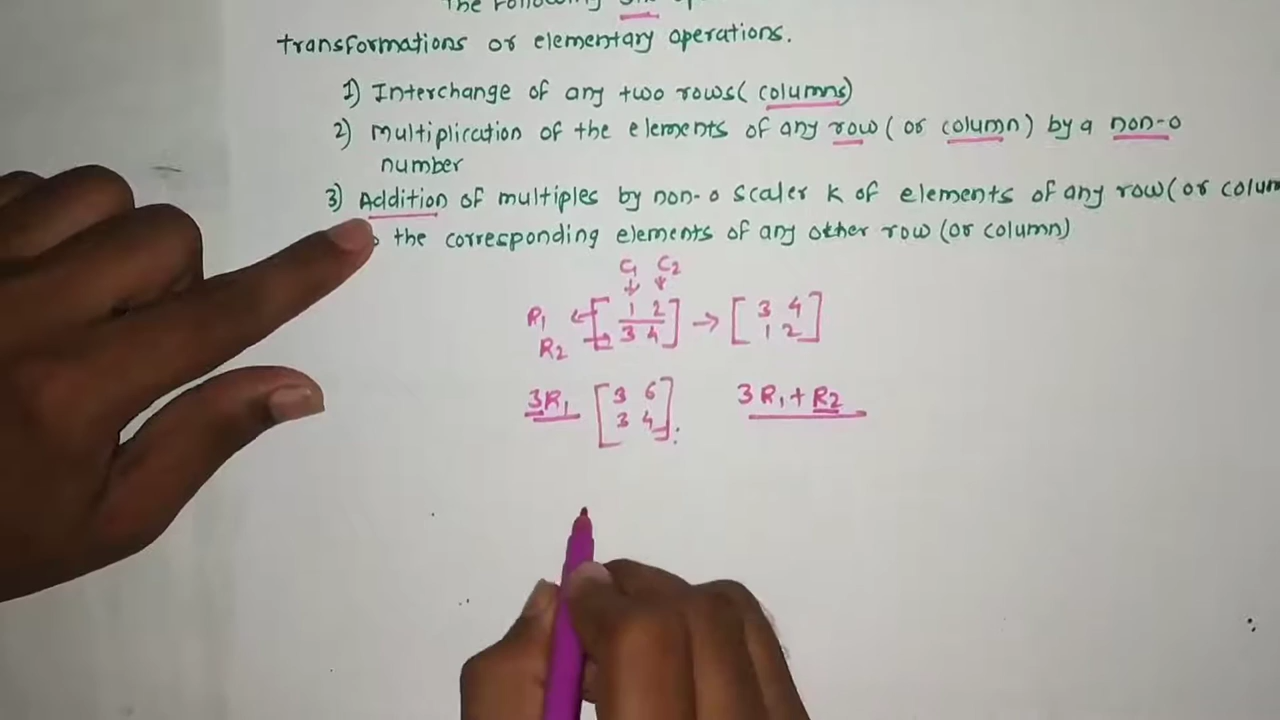 The Following
transformations or elementary operations.
1) Interchange of any two rows( columns)
2) Multiplication of the elements of any row ( or column ) by a non-0
number
3) Addition of multiples by non-0 scaler k of elements of any row (or colum
the corresponding elements of any other row (or column)
C1 C2
R1 [ 1 2 ] → [ 3 4 ]
R2 [ 3 4 ] [ 1 2 ]
3R1 [ 3 6 ] 3R1 + R2
[ 3 4 ]